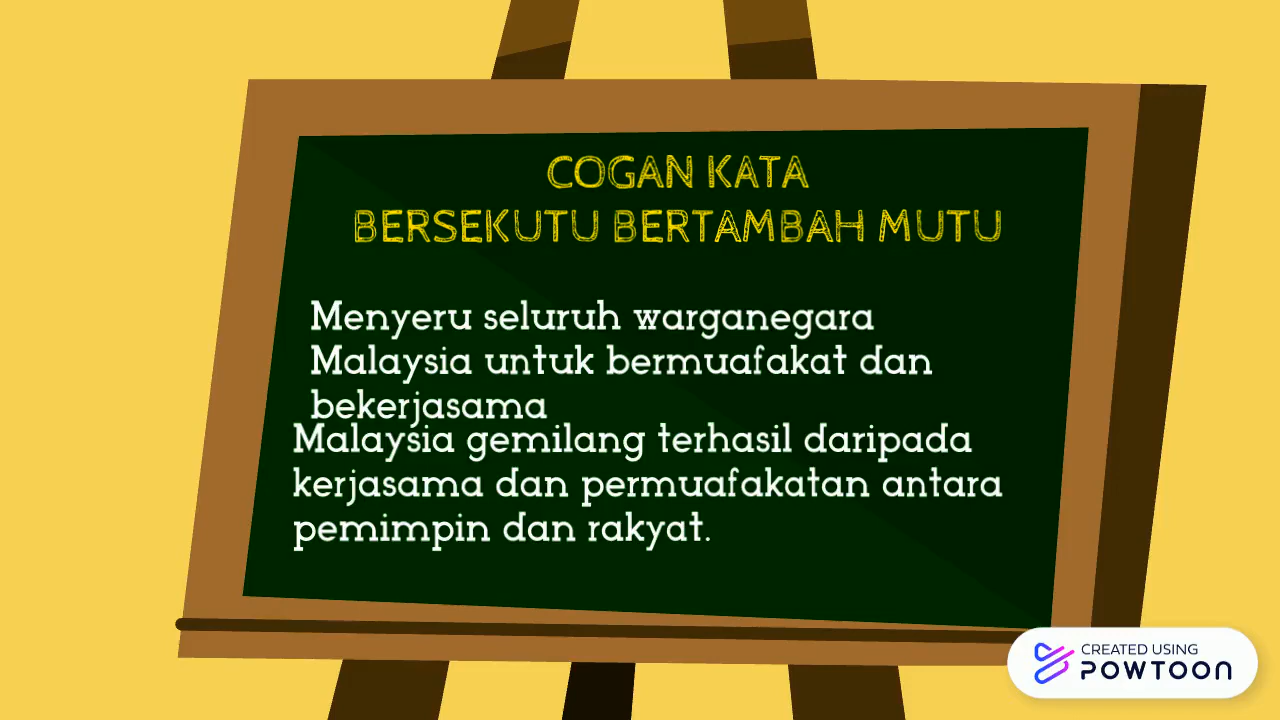 COGAN KATA
BERSEKUTU BERTAMBAH MUTU
Menyeru seluruh warganegara
Malaysia untuk bermuafakat dan
bekerjasama
Malaysia gemilang terhasil daripada
kerjasama dan permuafakatan antara
pemimpin dan rakyat.
CREATED USING
POWTOON